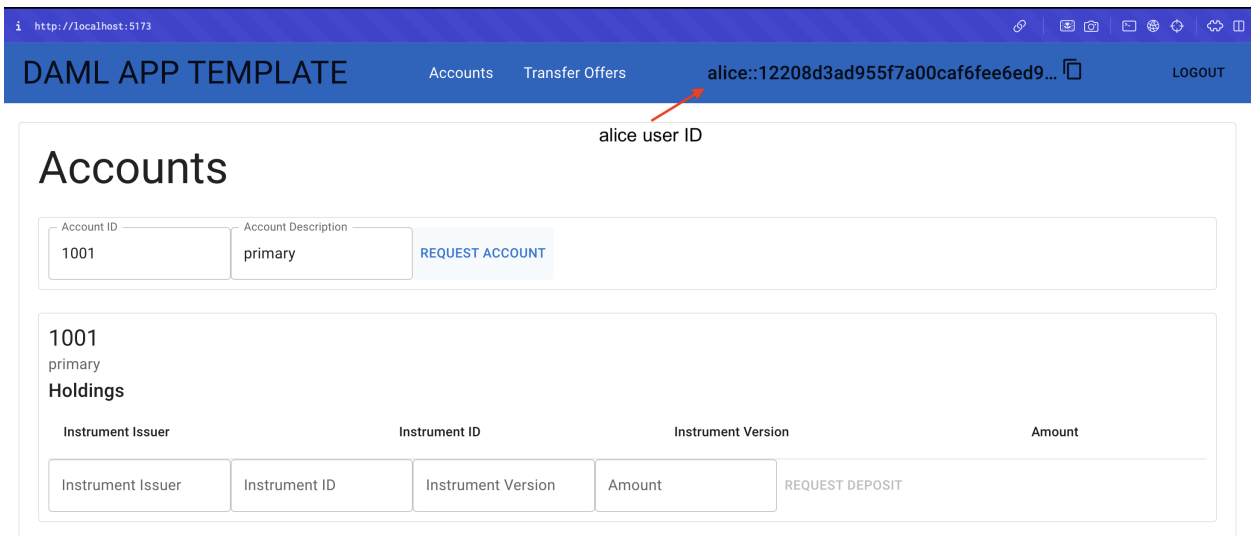 i http://localhost:5173
DAML APP TEMPLATE Accounts Transfer Offers alice::12208d3ad955f7a00caf6fee6ed9... LOGOUT
alice user ID
Accounts
Account ID Account Description
1001 primary REQUEST ACCOUNT
1001
primary
Holdings
Instrument Issuer Instrument ID Instrument Version Amount
Instrument Issuer Instrument ID Instrument Version Amount REQUEST DEPOSIT